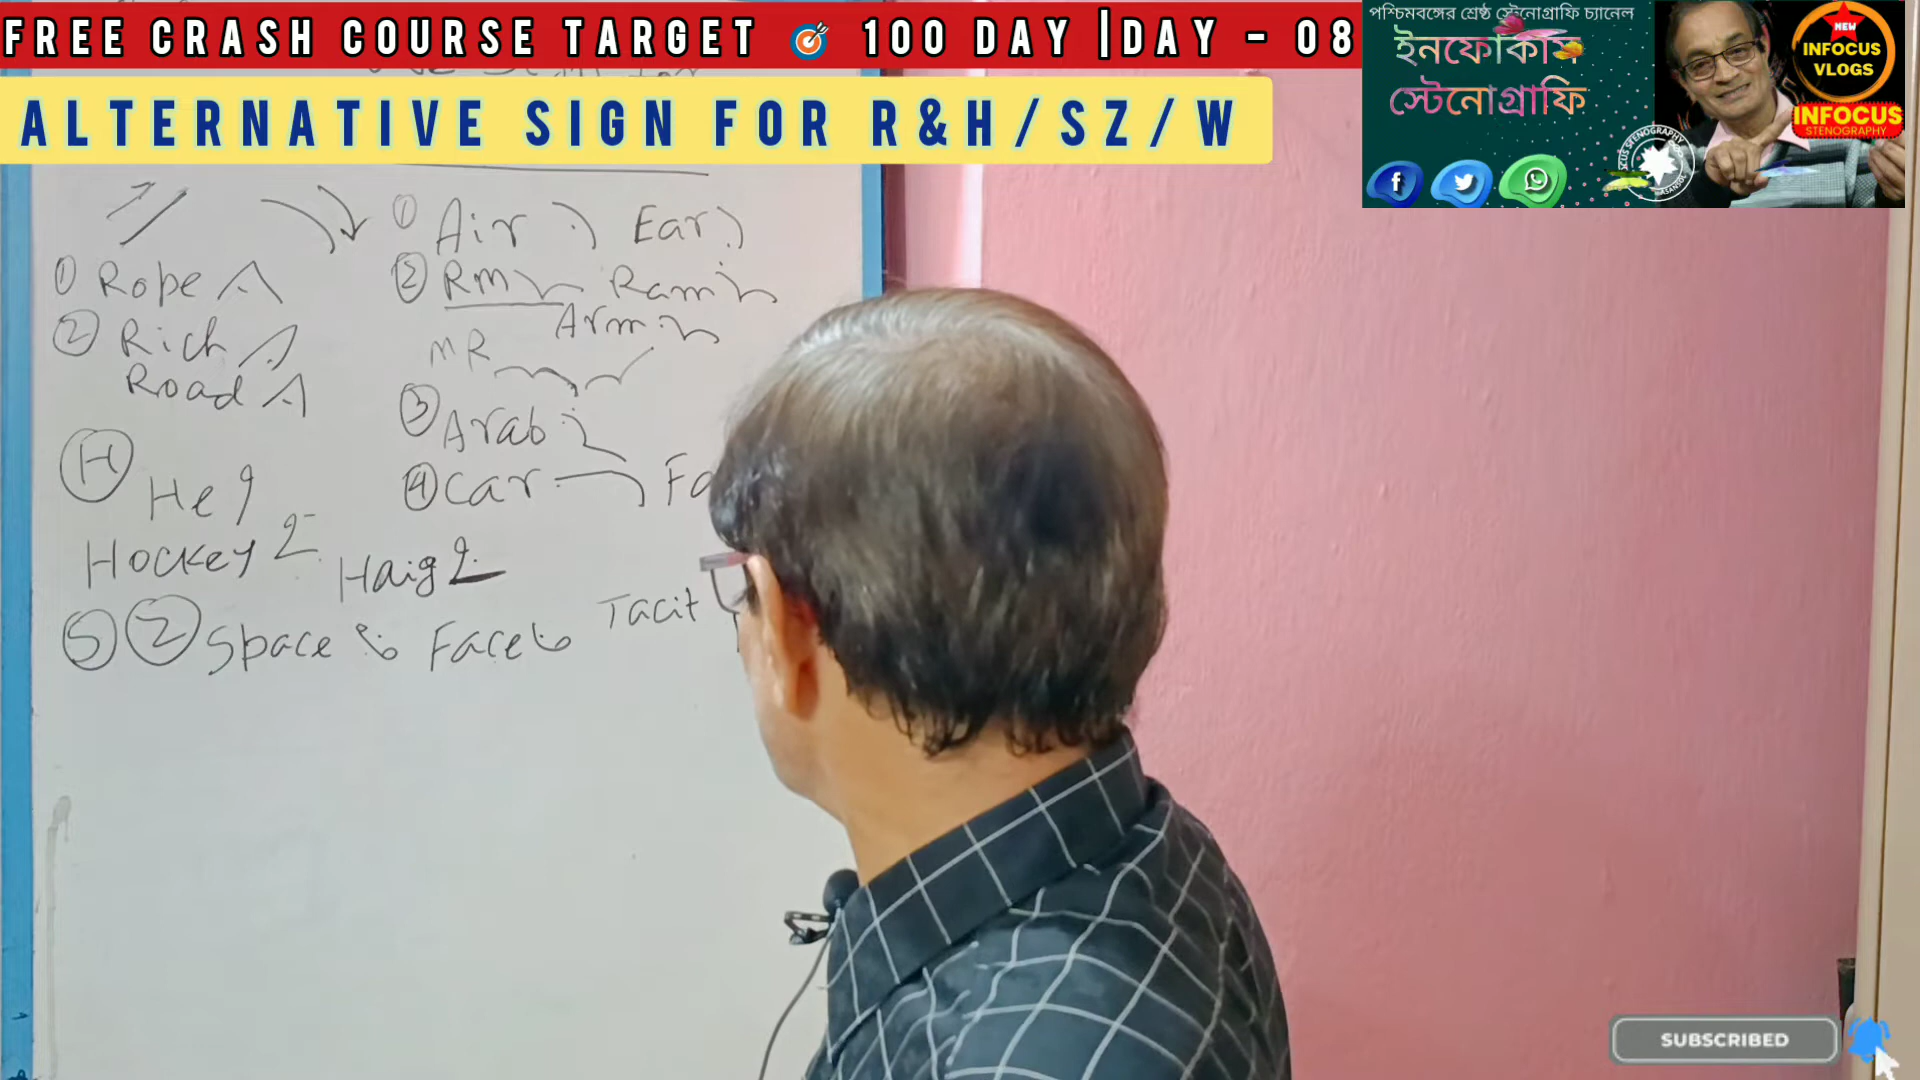 FREE CRASH COURSE TARGET 🎯 100 DAY |DAY - 08
ALTERNATIVE SIGN FOR R&H/SZ/W
পশ্চিমবঙ্গের শ্রেষ্ঠ স্টেনোগ্রাফি চ্যানেল
ইনফোকাস
স্টেনোগ্রাফি
NEW
INFOCUS
VLOGS
INFOCUS
STENOGRAPHY
① Rope
② Rich
Road
① Air Ear
② RM Ram
Arm
MR
③ Arab
④ Car
H
He
Hockey Haig
S Z Space Face Tacit
SUBSCRIBED